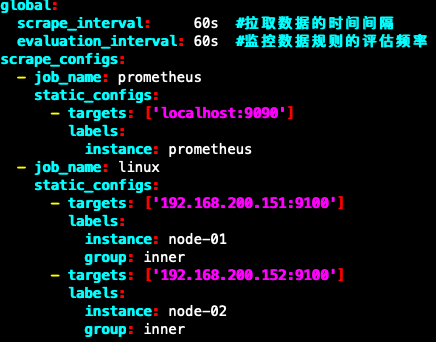 global:
  scrape_interval:     60s  #拉取数据的时间间隔
  evaluation_interval: 60s  #监控数据规则的评估频率
scrape_configs:
  - job_name: prometheus
    static_configs:
      - targets: ['localhost:9090']
        labels:
          instance: prometheus
  - job_name: linux
    static_configs:
      - targets: ['192.168.200.151:9100']
        labels:
          instance: node-01
          group: inner
      - targets: ['192.168.200.152:9100']
        labels:
          instance: node-02
          group: inner